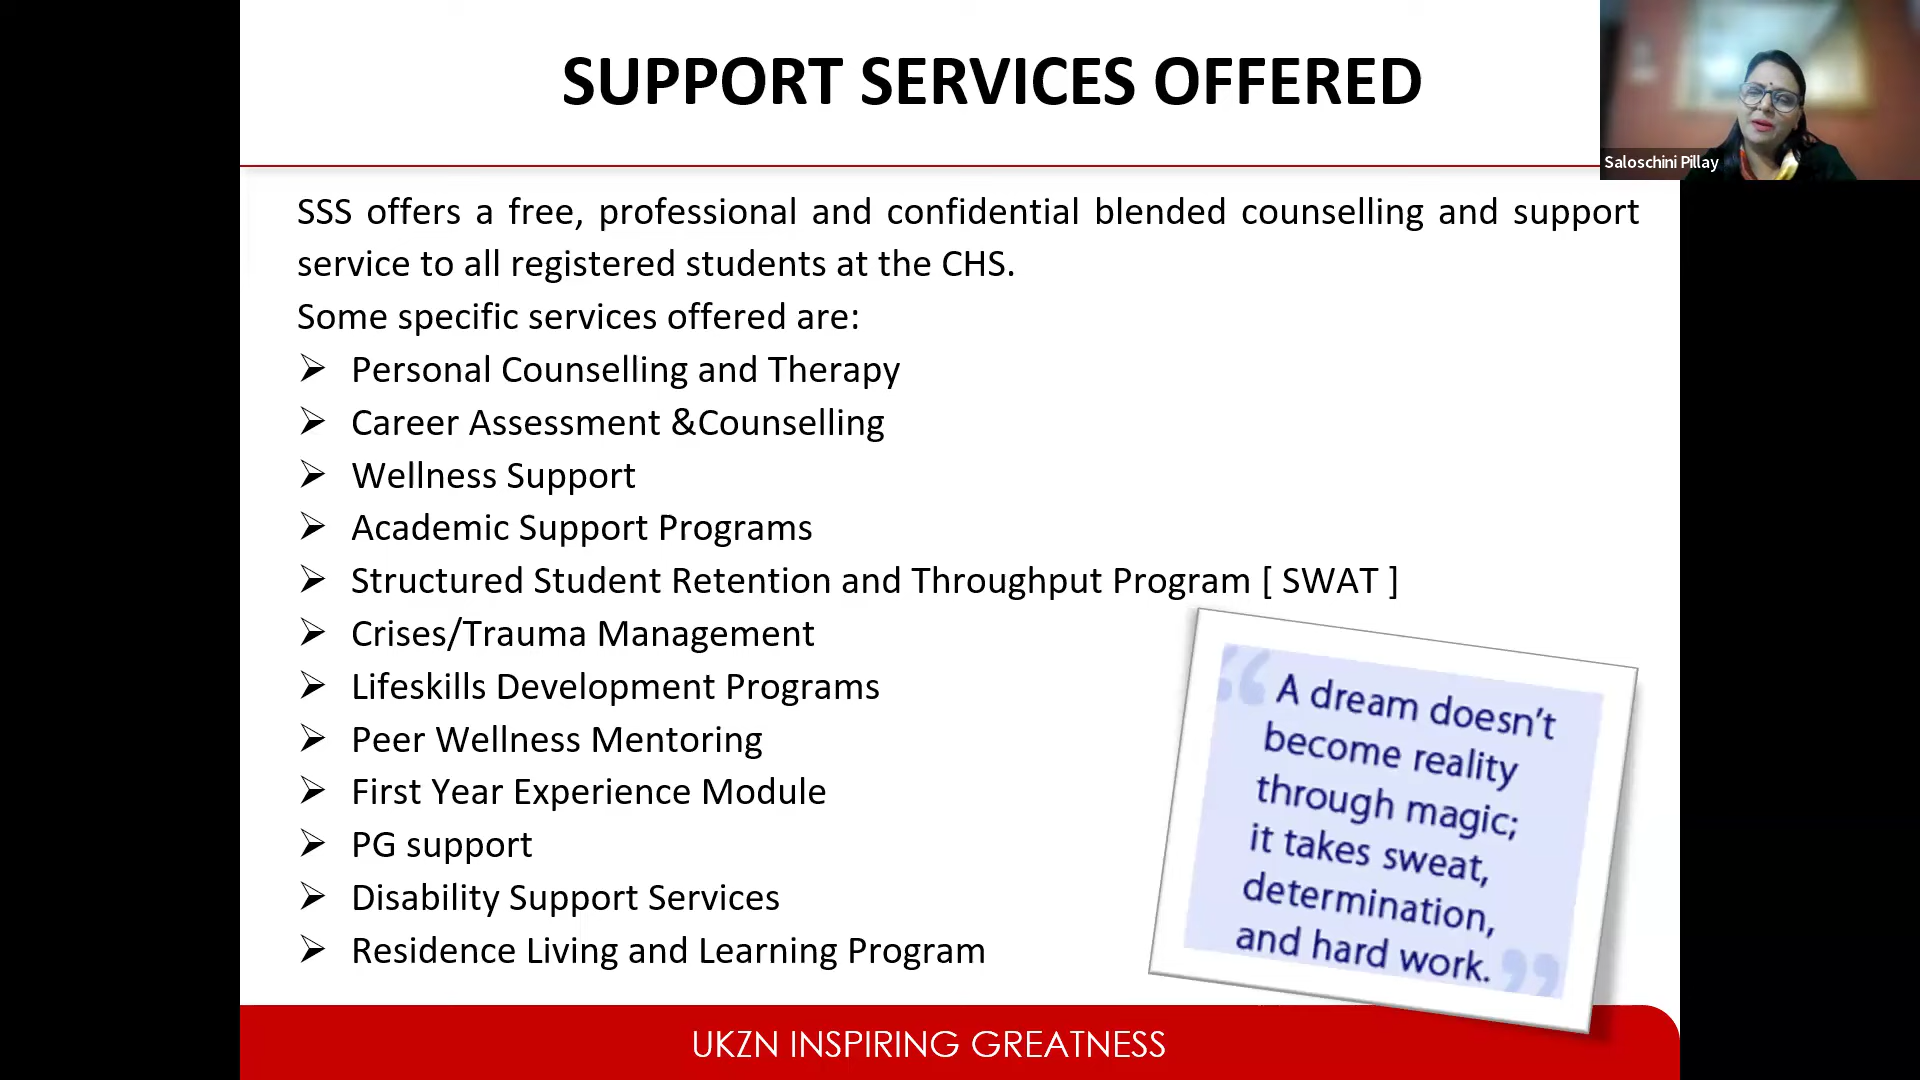 SUPPORT SERVICES OFFERED
Saloschini Pillay
SSS offers a free, professional and confidential blended counselling and support
service to all registered students at the CHS.
Some specific services offered are:
➢ Personal Counselling and Therapy
➢ Career Assessment &Counselling
➢ Wellness Support
➢ Academic Support Programs
➢ Structured Student Retention and Throughput Program [ SWAT ]
➢ Crises/Trauma Management
➢ Lifeskills Development Programs
➢ Peer Wellness Mentoring
➢ First Year Experience Module
➢ PG support
➢ Disability Support Services
➢ Residence Living and Learning Program
“A dream doesn’t
become reality
through magic;
it takes sweat,
determination,
and hard work.”
UKZN INSPIRING GREATNESS